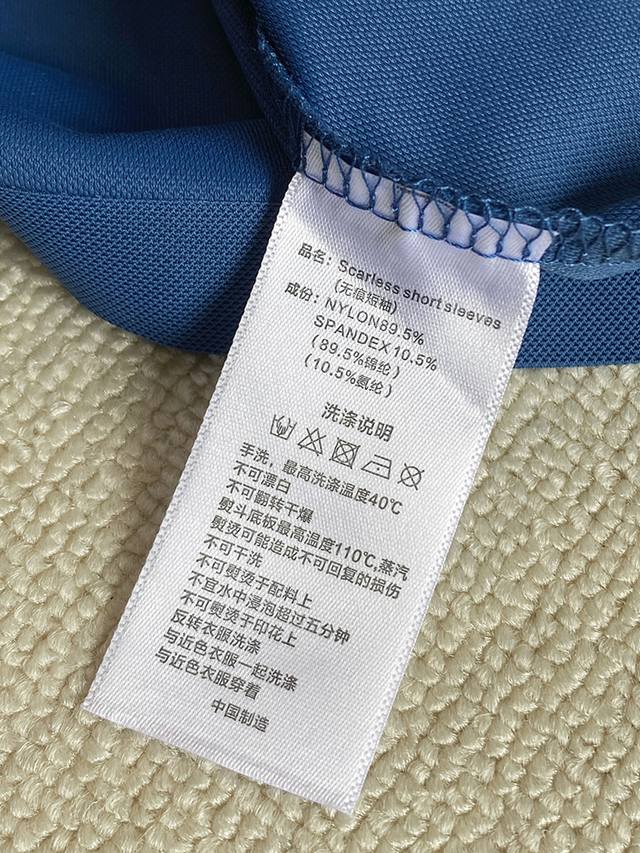 品名：Scarless short sleeves
(无痕短袖)
成份：NYLON89.5%
SPANDEX10.5%
(89.5%锦纶)
(10.5%氨纶)
洗涤说明
手洗，最高洗涤温度40℃
不可漂白
不可翻转干爆
熨斗底板最高温度110℃,蒸汽
熨烫可能造成不可回复的损伤
不可干洗
不可熨烫于配料上
不宜水中浸泡超过五分钟
不可熨烫于印花上
反转衣服洗涤
与近色衣服一起洗涤
与近色衣服穿着
中国制造